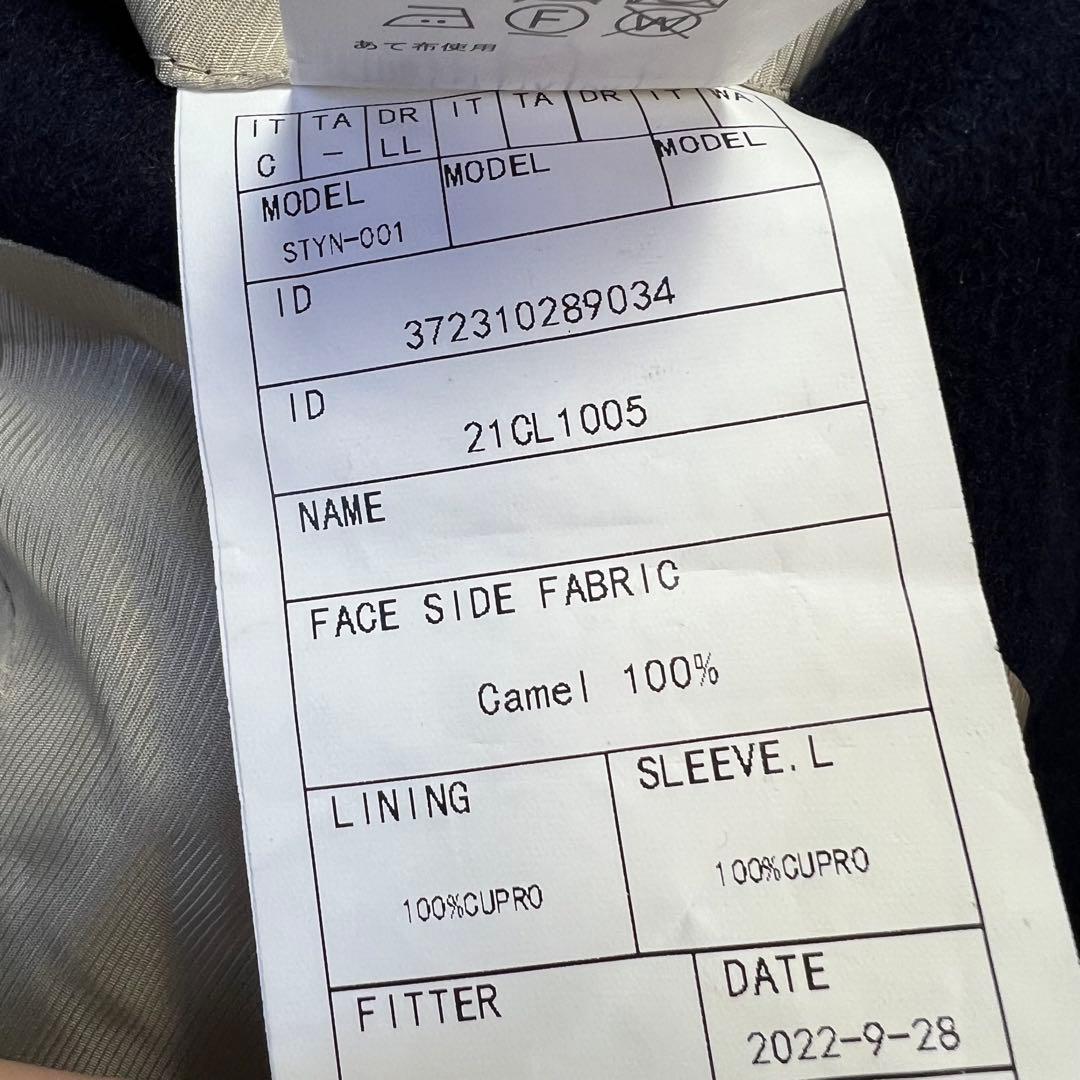 F W
あて布使用
IT TA DR IT TA DR IT WA
C - LL
MODEL MODEL MODEL
STYN-001
ID
372310289034
ID
21CL1005
NAME
FACE SIDE FABRIC
Camel 100%
LINING SLEEVE.L
100%CUPRO 100%CUPRO
FITTER DATE
2022-9-28